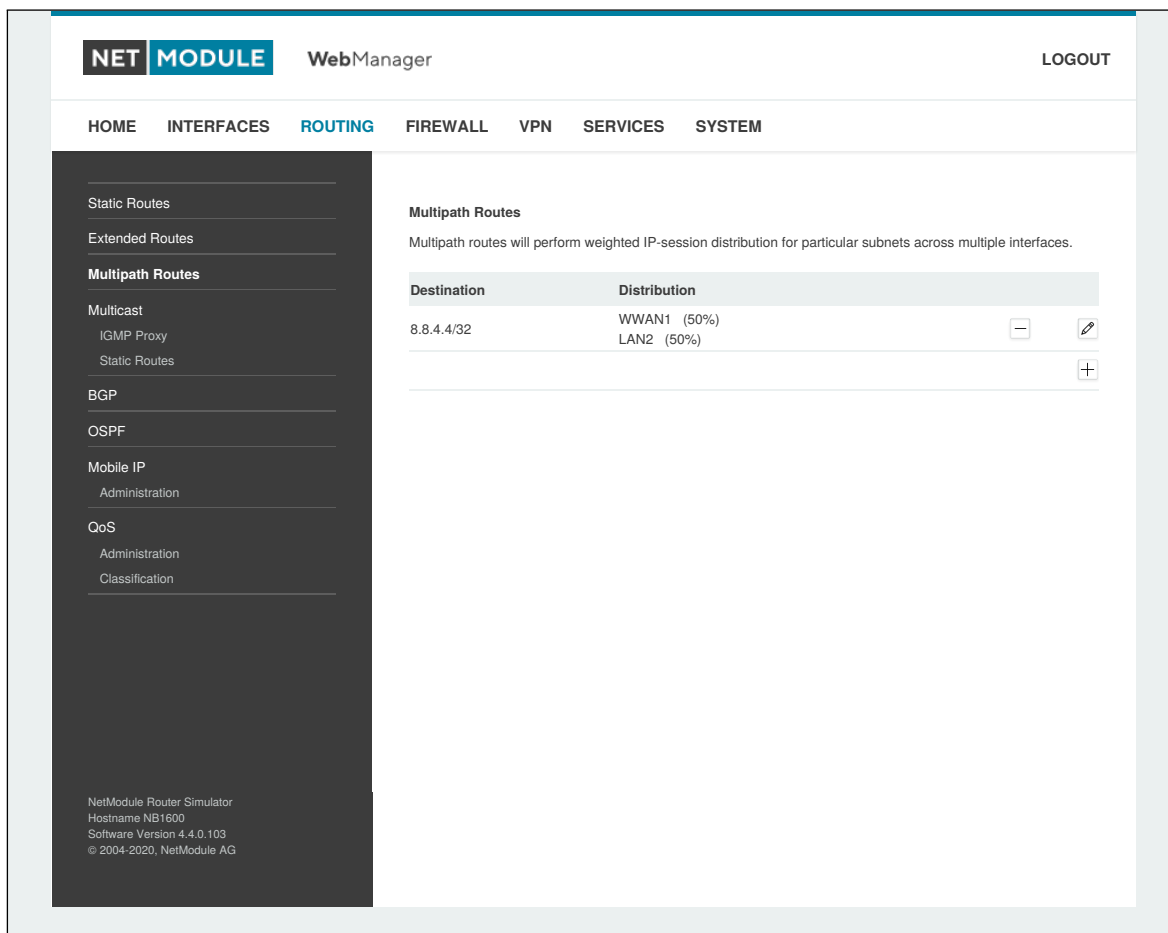 NET MODULE WebManager LOGOUT
HOME INTERFACES ROUTING FIREWALL VPN SERVICES SYSTEM
Static Routes
Extended Routes
Multipath Routes
Multicast
IGMP Proxy
Static Routes
BGP
OSPF
Mobile IP
Administration
QoS
Administration
Classification
NetModule Router Simulator
Hostname NB1600
Software Version 4.4.0.103
© 2004-2020, NetModule AG
Multipath Routes
Multipath routes will perform weighted IP-session distribution for particular subnets across multiple interfaces.
Destination Distribution
8.8.4.4/32 WWAN1 (50%)
LAN2 (50%)